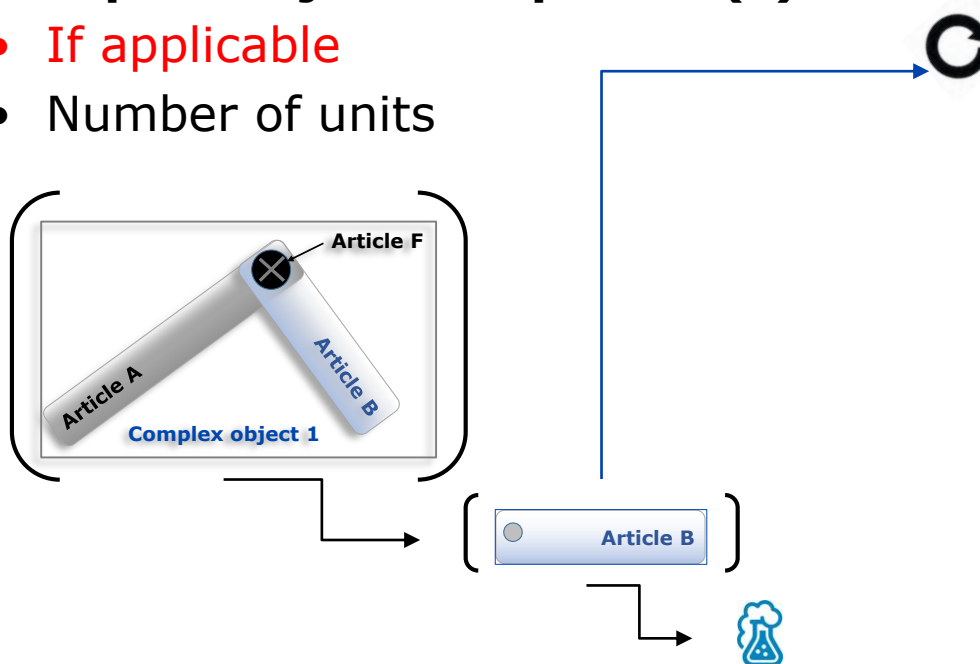 • If applicable
• Number of units
Article F
Article A
Article B
Complex object 1
Article B